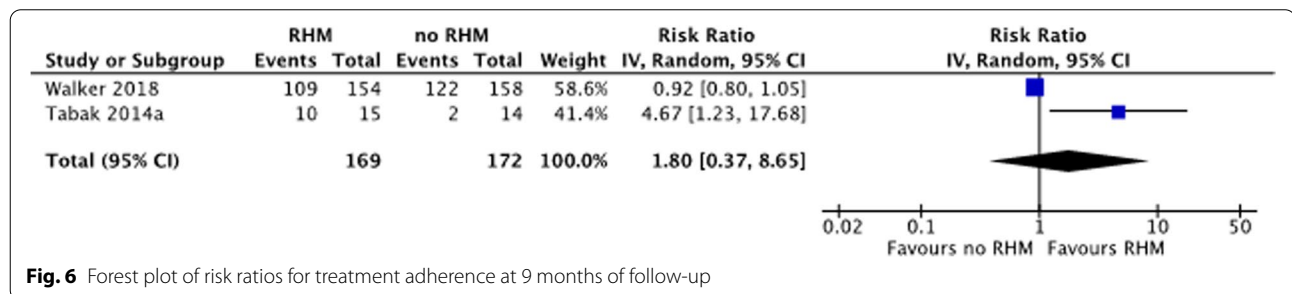 RHM no RHM Risk Ratio Risk Ratio
Study or Subgroup Events Total Events Total Weight IV, Random, 95% CI IV, Random, 95% CI
Walker 2018 109 154 122 158 58.6% 0.92 [0.80, 1.05]
Tabak 2014a 10 15 2 14 41.4% 4.67 [1.23, 17.68]
Total (95% CI) 169 172 100.0% 1.80 [0.37, 8.65]
0.02 0.1 1 10 50
Favours no RHM Favours RHM
Fig. 6 Forest plot of risk ratios for treatment adherence at 9 months of follow-up